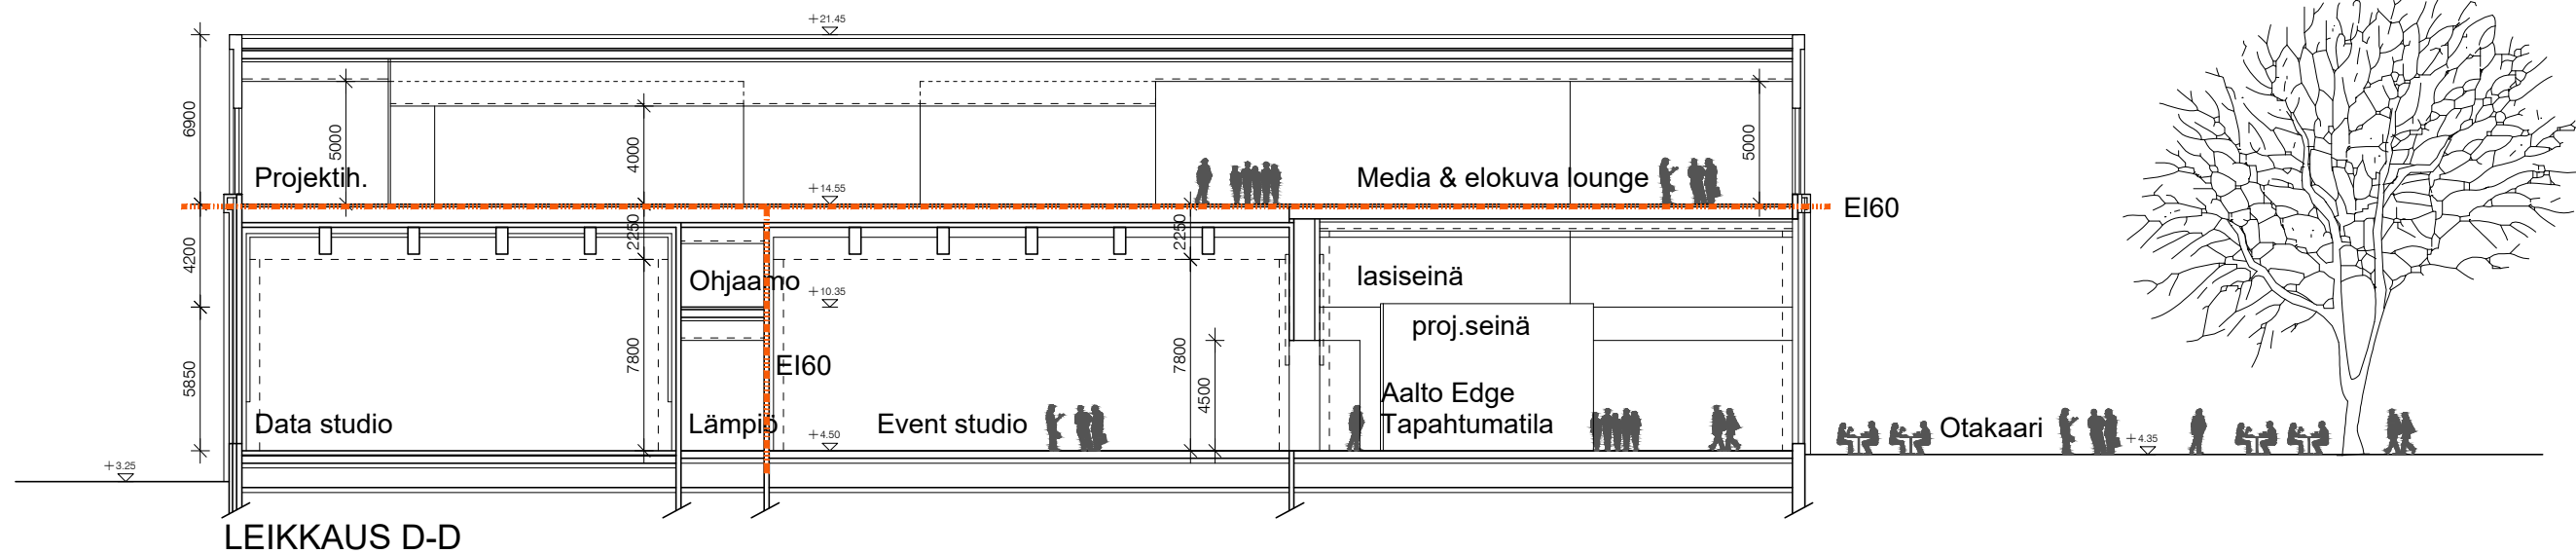 +21.45
6900
5000
4000
5000
Projektih.
Media & elokuva lounge
+14.55
EI60
4200
2250
2250
Ohjaamo
+10.35
lasiseinä
proj.seinä
5850
7800
EI60
7800
4500
Aalto Edge
Tapahtumatila
Data studio
Lämpiö
+4.50
Event studio
Otakaari
+4.35
+3.25
LEIKKAUS D-D